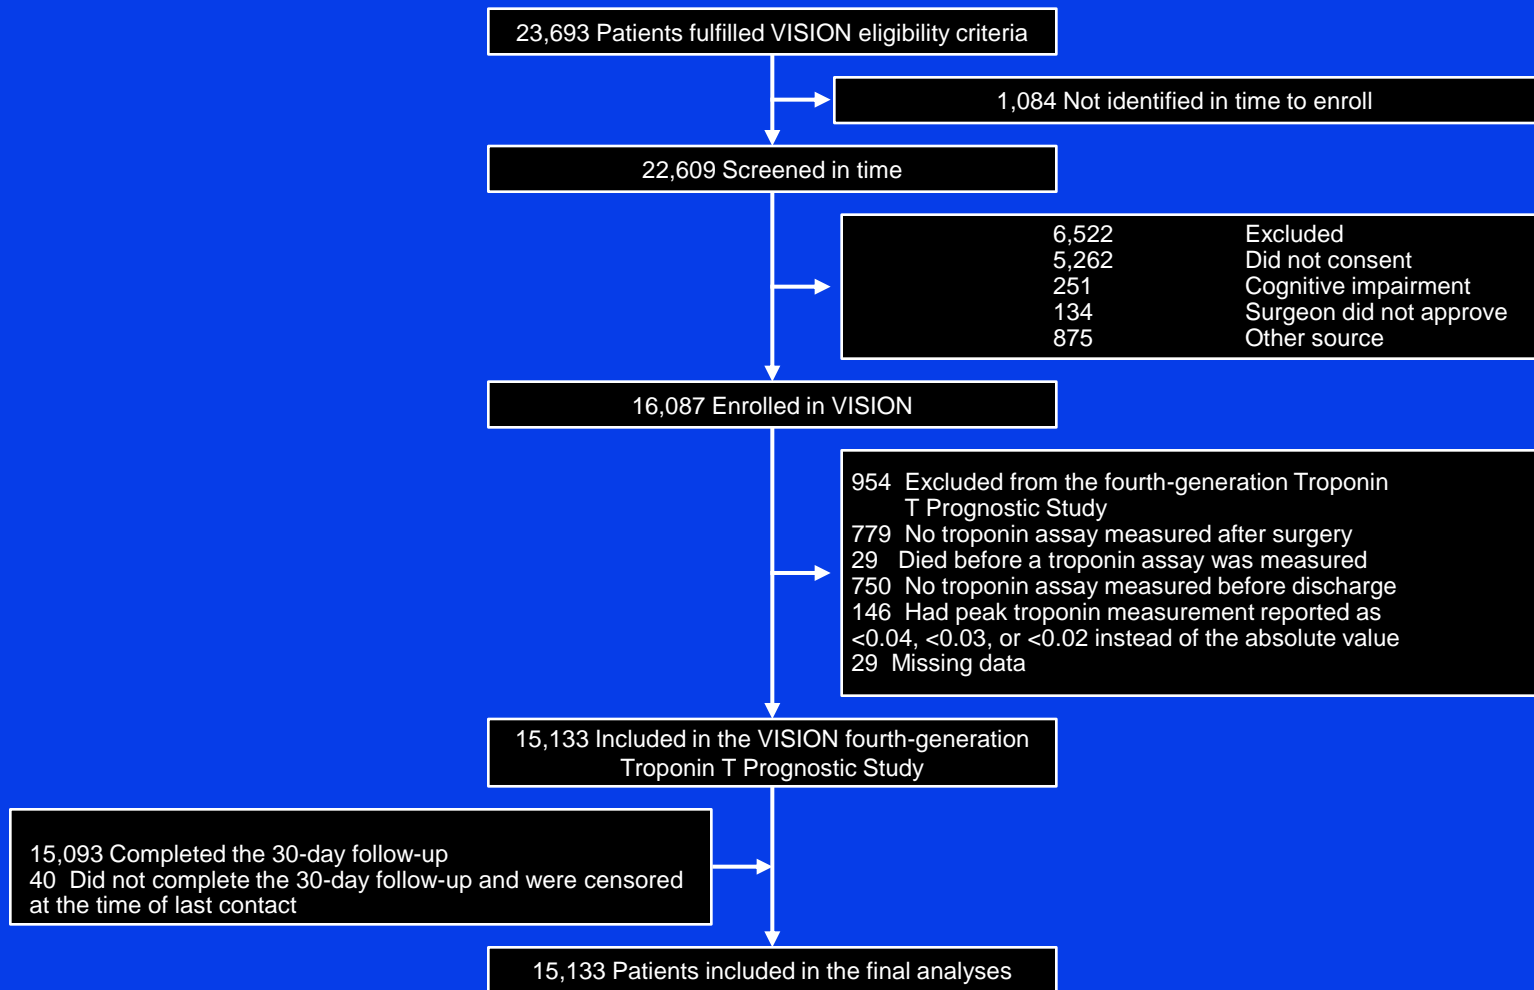 23,693 Patients fulfilled VISION eligibility criteria
1,084 Not identified in time to enroll
22,609 Screened in time
6,522 Excluded
5,262 Did not consent
251 Cognitive impairment
134 Surgeon did not approve
875 Other source
16,087 Enrolled in VISION
954 Excluded from the fourth-generation Troponin
T Prognostic Study
779 No troponin assay measured after surgery
29 Died before a troponin assay was measured
750 No troponin assay measured before discharge
146 Had peak troponin measurement reported as
<0.04, <0.03, or <0.02 instead of the absolute value
29 Missing data
15,133 Included in the VISION fourth-generation
Troponin T Prognostic Study
15,093 Completed the 30-day follow-up
40 Did not complete the 30-day follow-up and were censored
at the time of last contact
15,133 Patients included in the final analyses